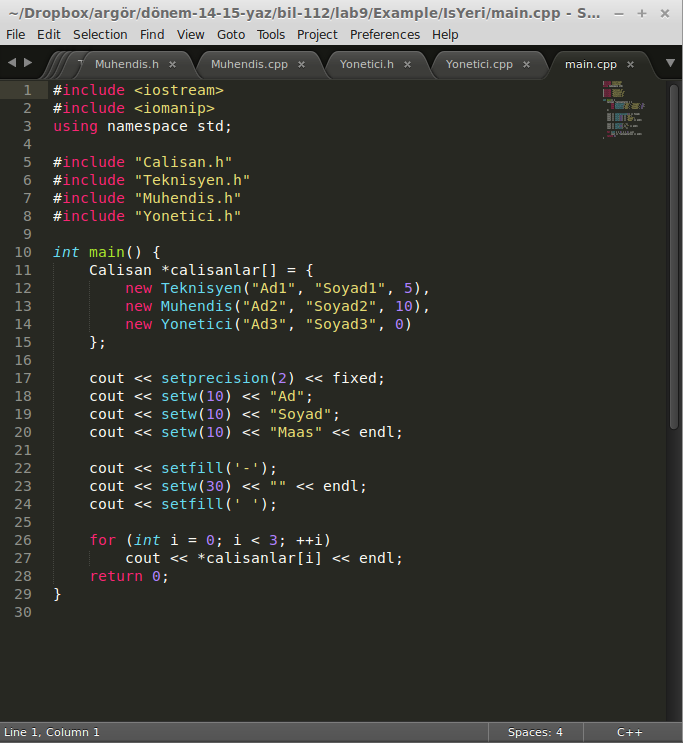 ~/Dropbox/argör/dönem-14-15-yaz/bil-112/lab9/Example/IsYeri/main.cpp - S...
File Edit Selection Find View Goto Tools Project Preferences Help
Muhendis.h × Muhendis.cpp × Yonetici.h × Yonetici.cpp × main.cpp ×
1 #include <iostream>
2 #include <iomanip>
3 using namespace std;
4
5 #include "Calisan.h"
6 #include "Teknisyen.h"
7 #include "Muhendis.h"
8 #include "Yonetici.h"
9
10 int main() {
11     Calisan *calisanlar[] = {
12         new Teknisyen("Ad1", "Soyad1", 5),
13         new Muhendis("Ad2", "Soyad2", 10),
14         new Yonetici("Ad3", "Soyad3", 0)
15     };
16
17     cout << setprecision(2) << fixed;
18     cout << setw(10) << "Ad";
19     cout << setw(10) << "Soyad";
20     cout << setw(10) << "Maas" << endl;
21
22     cout << setfill('-');
23     cout << setw(30) << "" << endl;
24     cout << setfill(' ');
25
26     for (int i = 0; i < 3; ++i)
27         cout << *calisanlar[i] << endl;
28     return 0;
29 }
30
Line 1, Column 1 Spaces: 4 C++